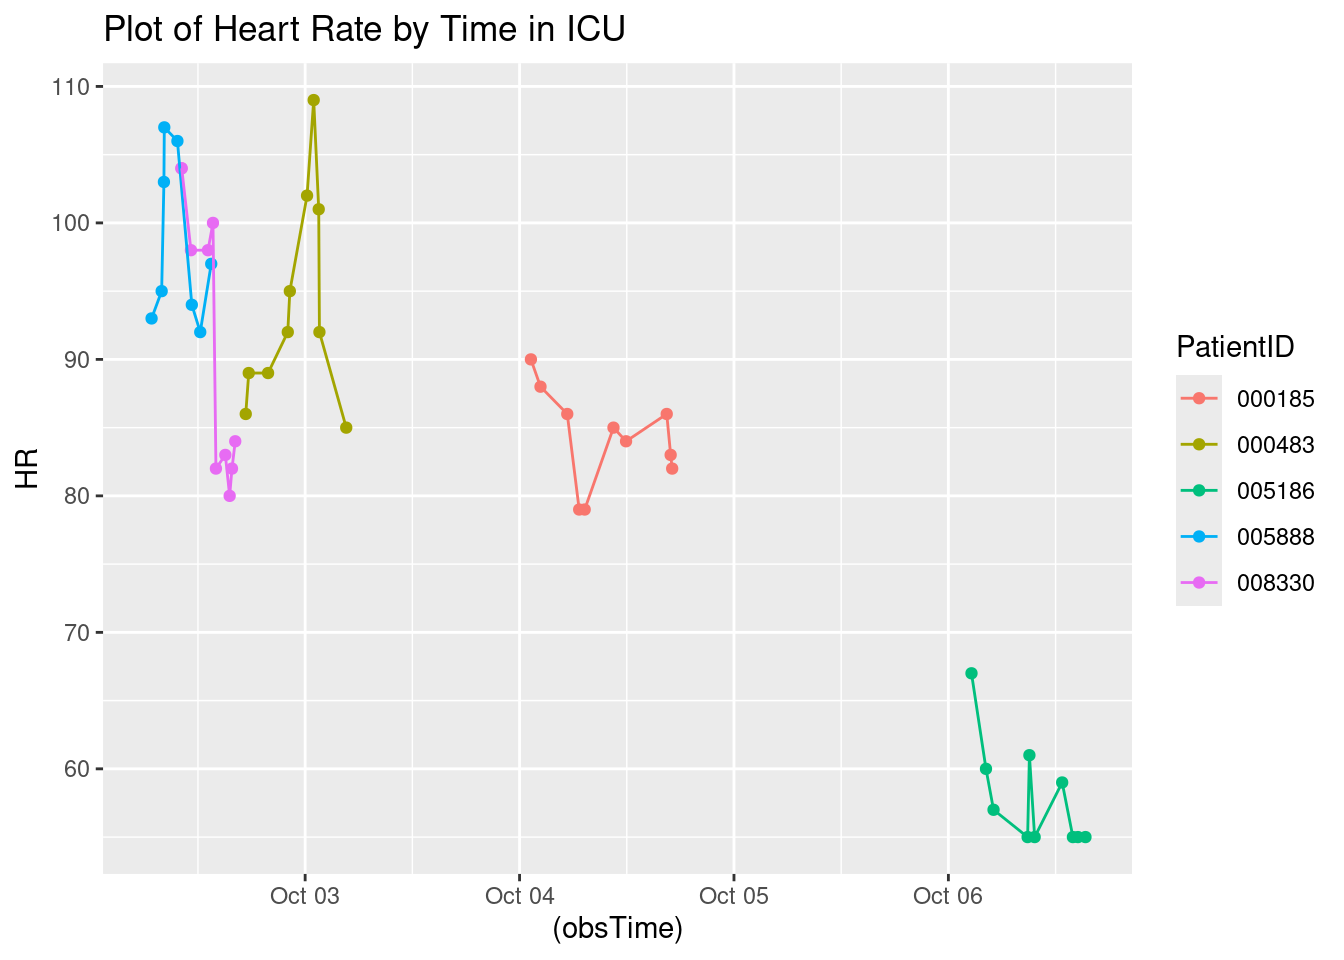 Plot of Heart Rate by Time in ICU
110
100
90
80
70
60
HR
Oct 03
Oct 04
Oct 05
Oct 06
(obsTime)
PatientID
000185
000483
005186
005888
008330